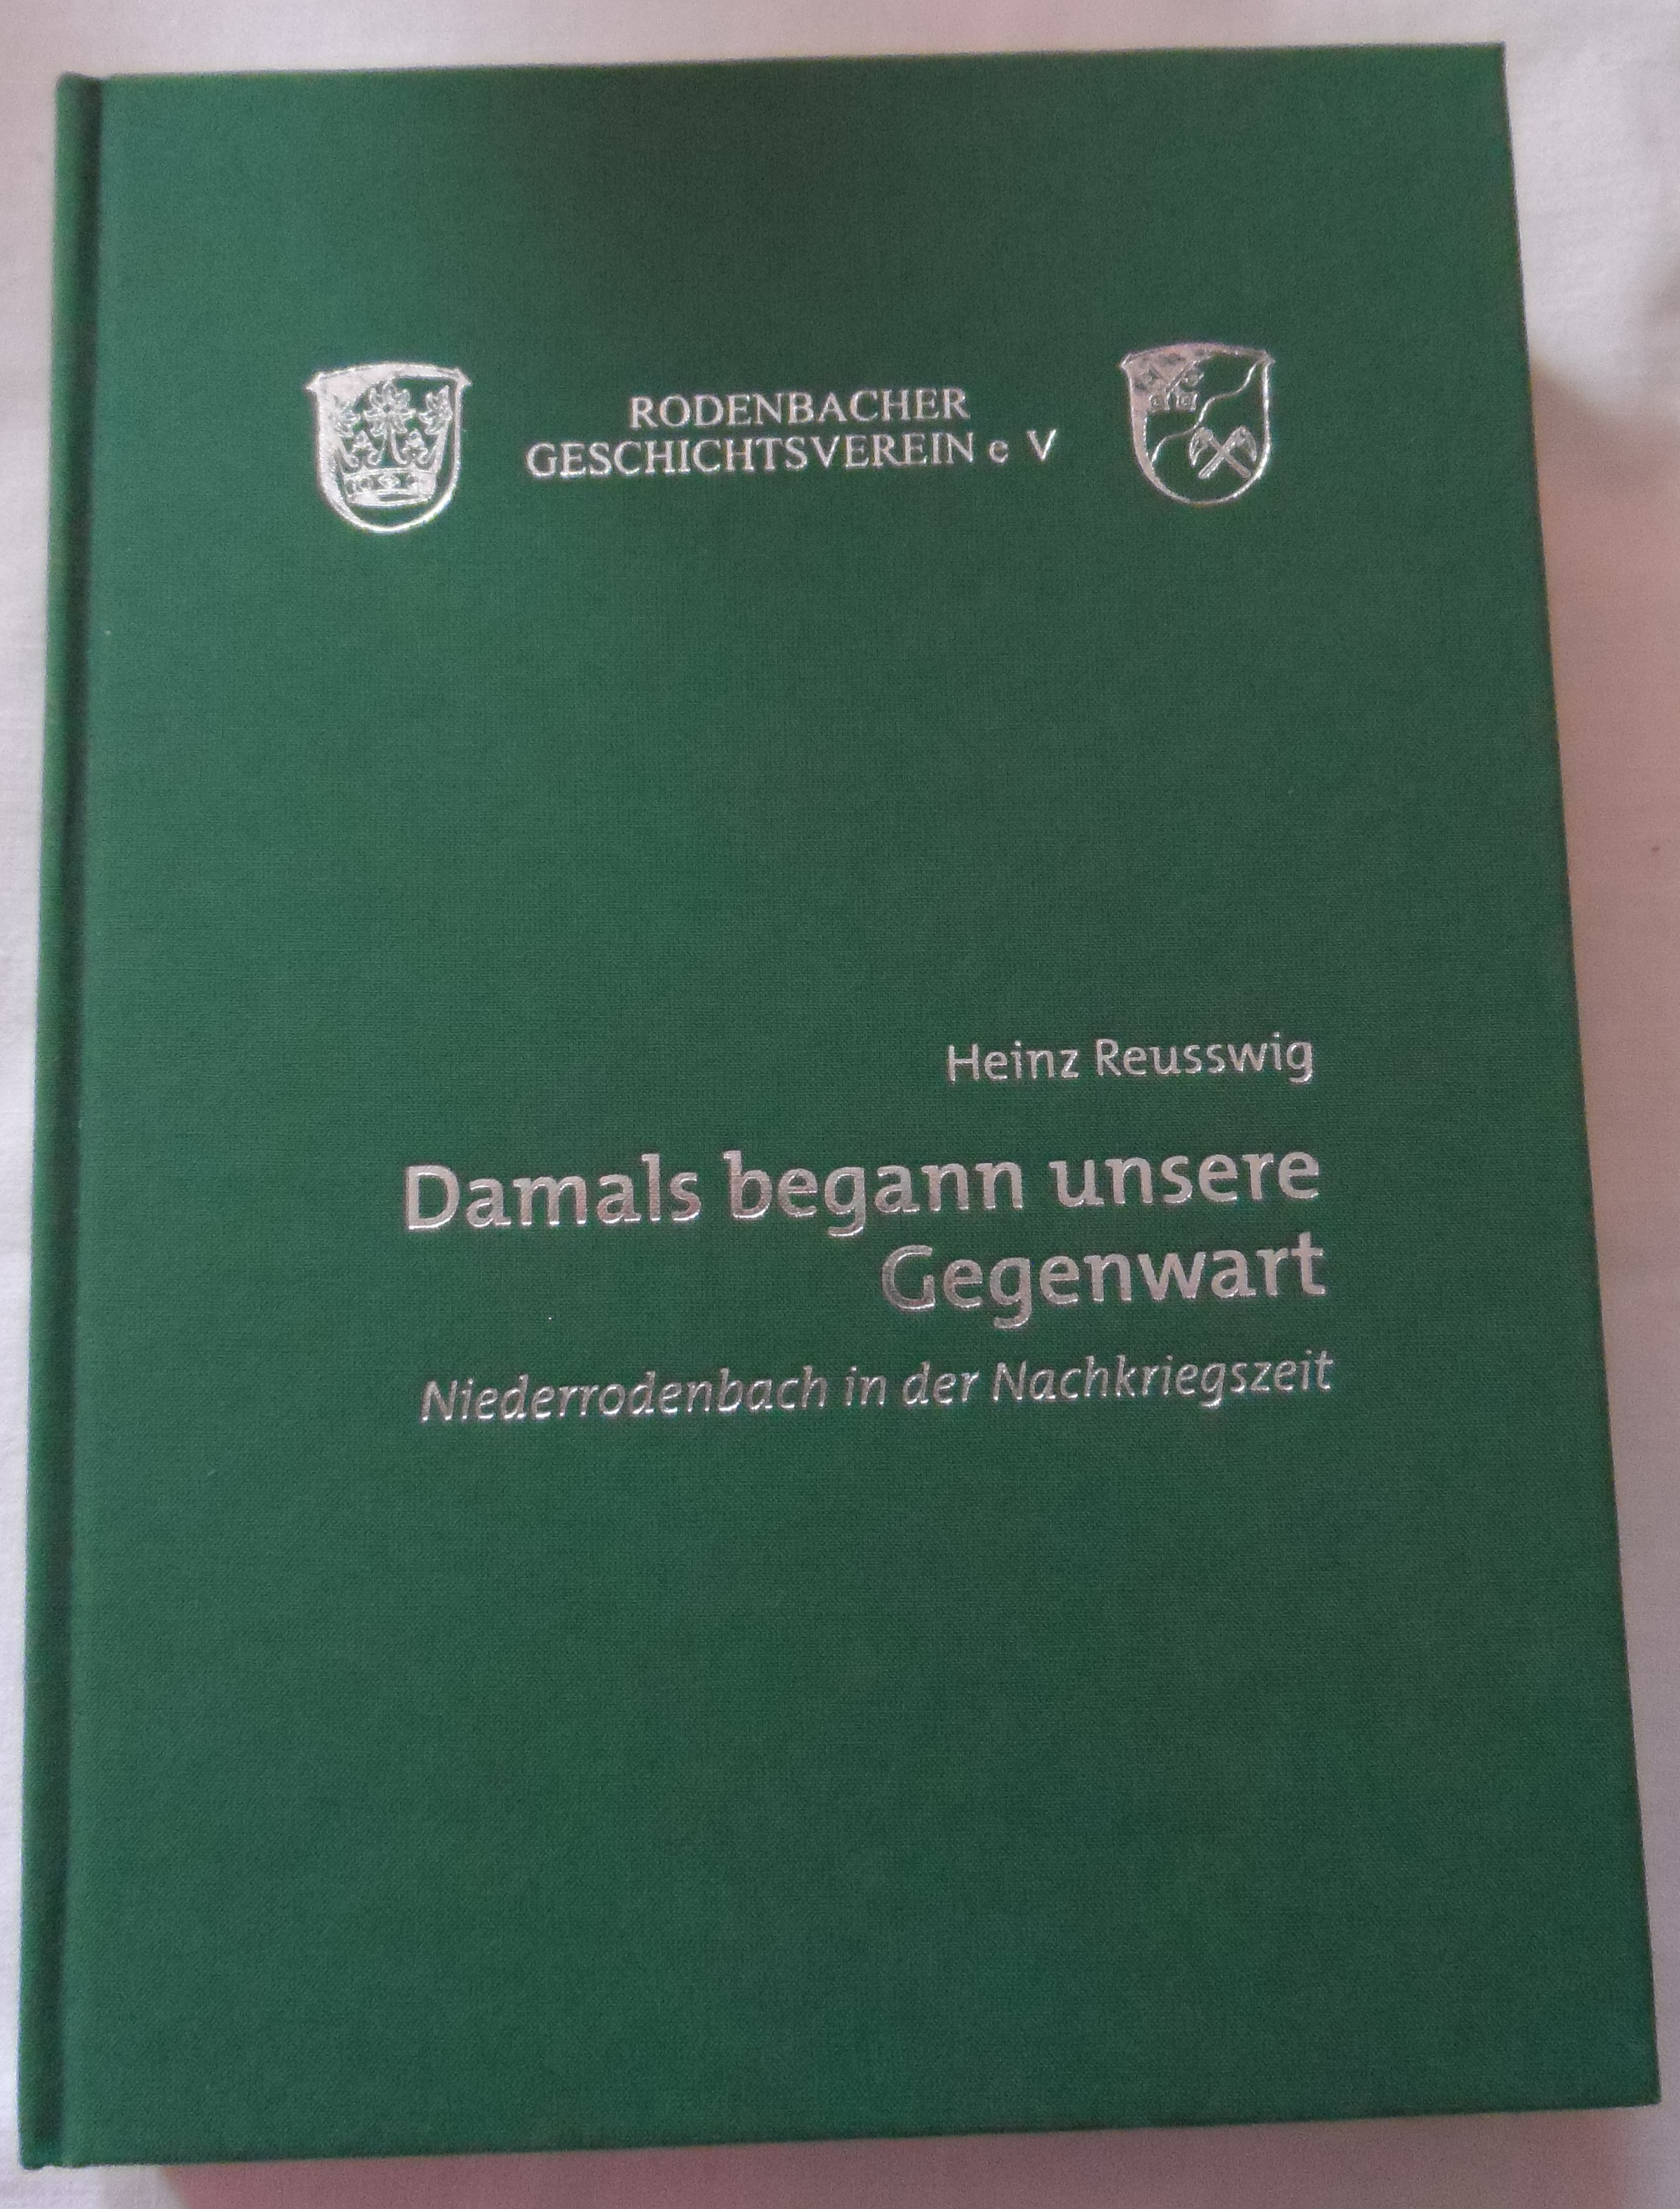 RODENBACHER
GESCHICHTSVEREIN e V
Heinz Reusswig
Damals begann unsere
Gegenwart
Niederrodenbach in der Nachkriegszeit